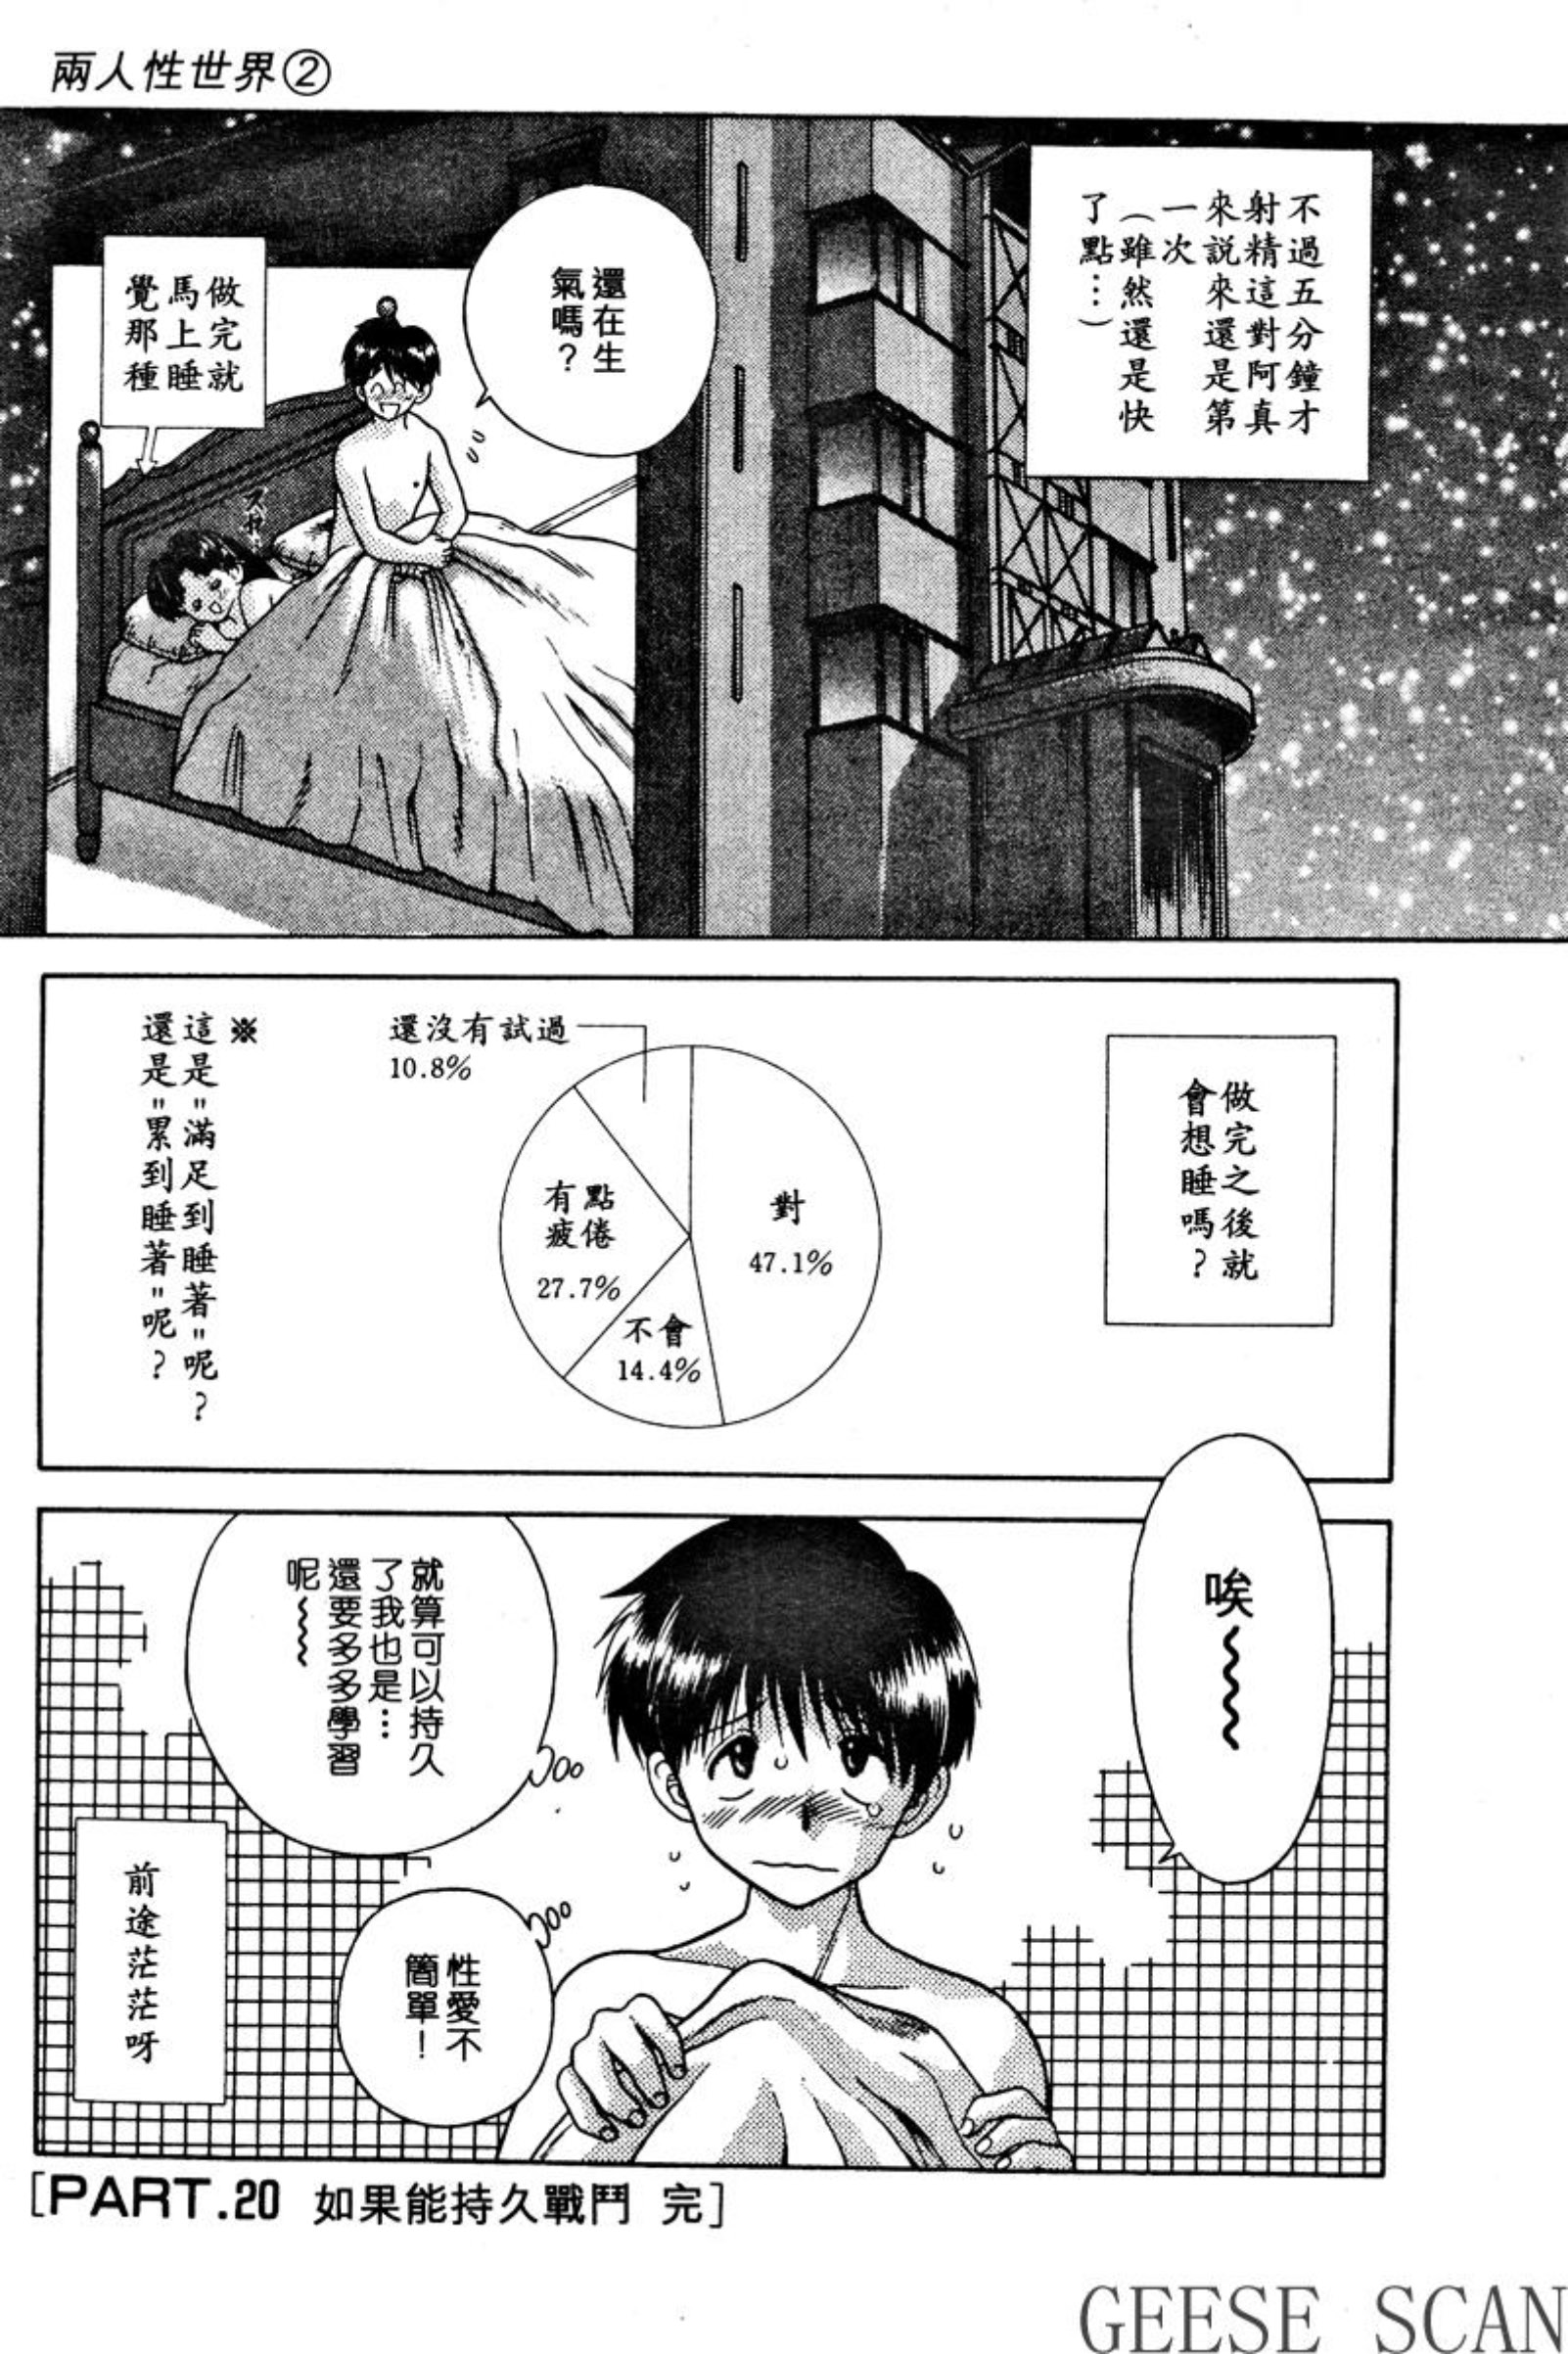 兩人性世界②
不過五分鐘才
射精這對阿真
來說來還是第
一次
（雖然還是快
了點…）
還在生
氣嗎？
做完就
馬上睡
覺那種
スヤ
做完之後就
會想睡嗎？
還沒有試過
10.8%
對
47.1%
有點
疲倦
27.7%
不會
14.4%
※
這是"滿足到睡著"呢？
還是"累到睡著"呢？
唉～～
就算可以持久
了我也是…
還要多多學習
呢～～
性愛不
簡單！
前途茫茫呀
[PART.20 如果能持久戰鬥 完]
GEESE SCAN